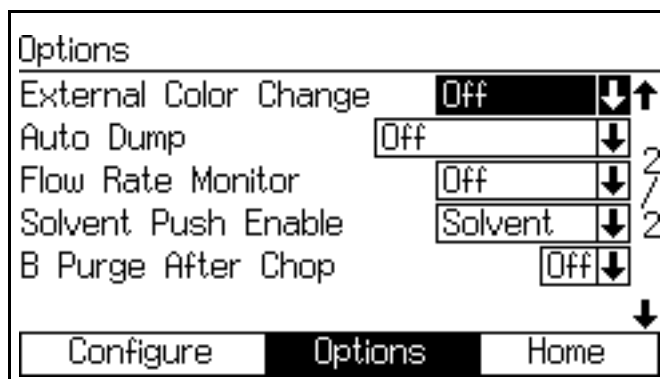 Options
External Color Change Off
Auto Dump Off
Flow Rate Monitor Off
Solvent Push Enable Solvent
B Purge After Chop Off
2/2
Configure Options Home